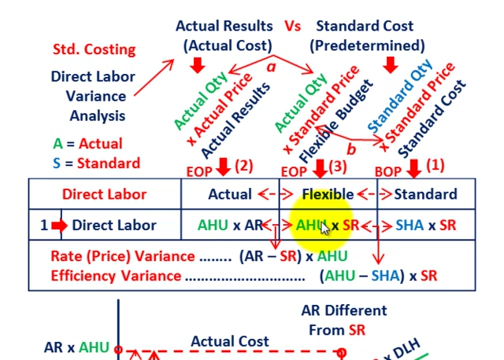 Actual Results Vs Standard Cost
(Actual Cost) (Predetermined)
Std. Costing
Direct Labor
Variance
Analysis
A = Actual
S = Standard
a
b
Actual Qty
x Actual Price
Actual Results
Actual Qty
x Standard Price
Flexible Budget
Standard Qty
x Standard Price
Standard Cost
EOP (2) EOP (3) BOP (1)
Direct Labor Actual Flexible Standard
1 Direct Labor AHU x AR AHU x SR SHA x SR
Rate (Price) Variance ........ (AR – SR) x AHU
Efficiency Variance .............................. (AHU – SHA) x SR
AR Different
From SR
Actual Cost
AR x AHU
x DLH